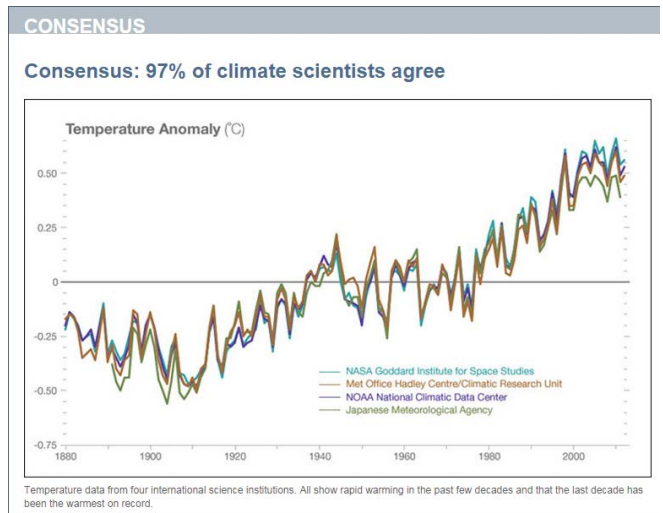 CONSENSUS
Consensus: 97% of climate scientists agree
Temperature Anomaly (˚C)
0.50
0.25
0
-0.25
-0.50
-0.75
NASA Goddard Institute for Space Studies
Met Office Hadley Centre/Climatic Research Unit
NOAA National Climatic Data Center
Japanese Meteorological Agency
1880 1900 1920 1940 1960 1980 2000
Temperature data from four international science institutions. All show rapid warming in the past few decades and that the last decade has
been the warmest on record.